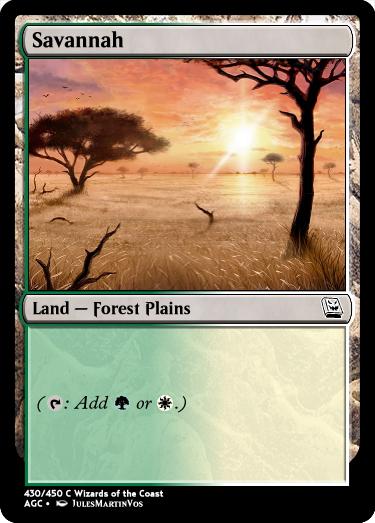 Savannah
Land — Forest Plains
( : Add or .)
430/450 C Wizards of the Coast
AGC • JulesMartinVos